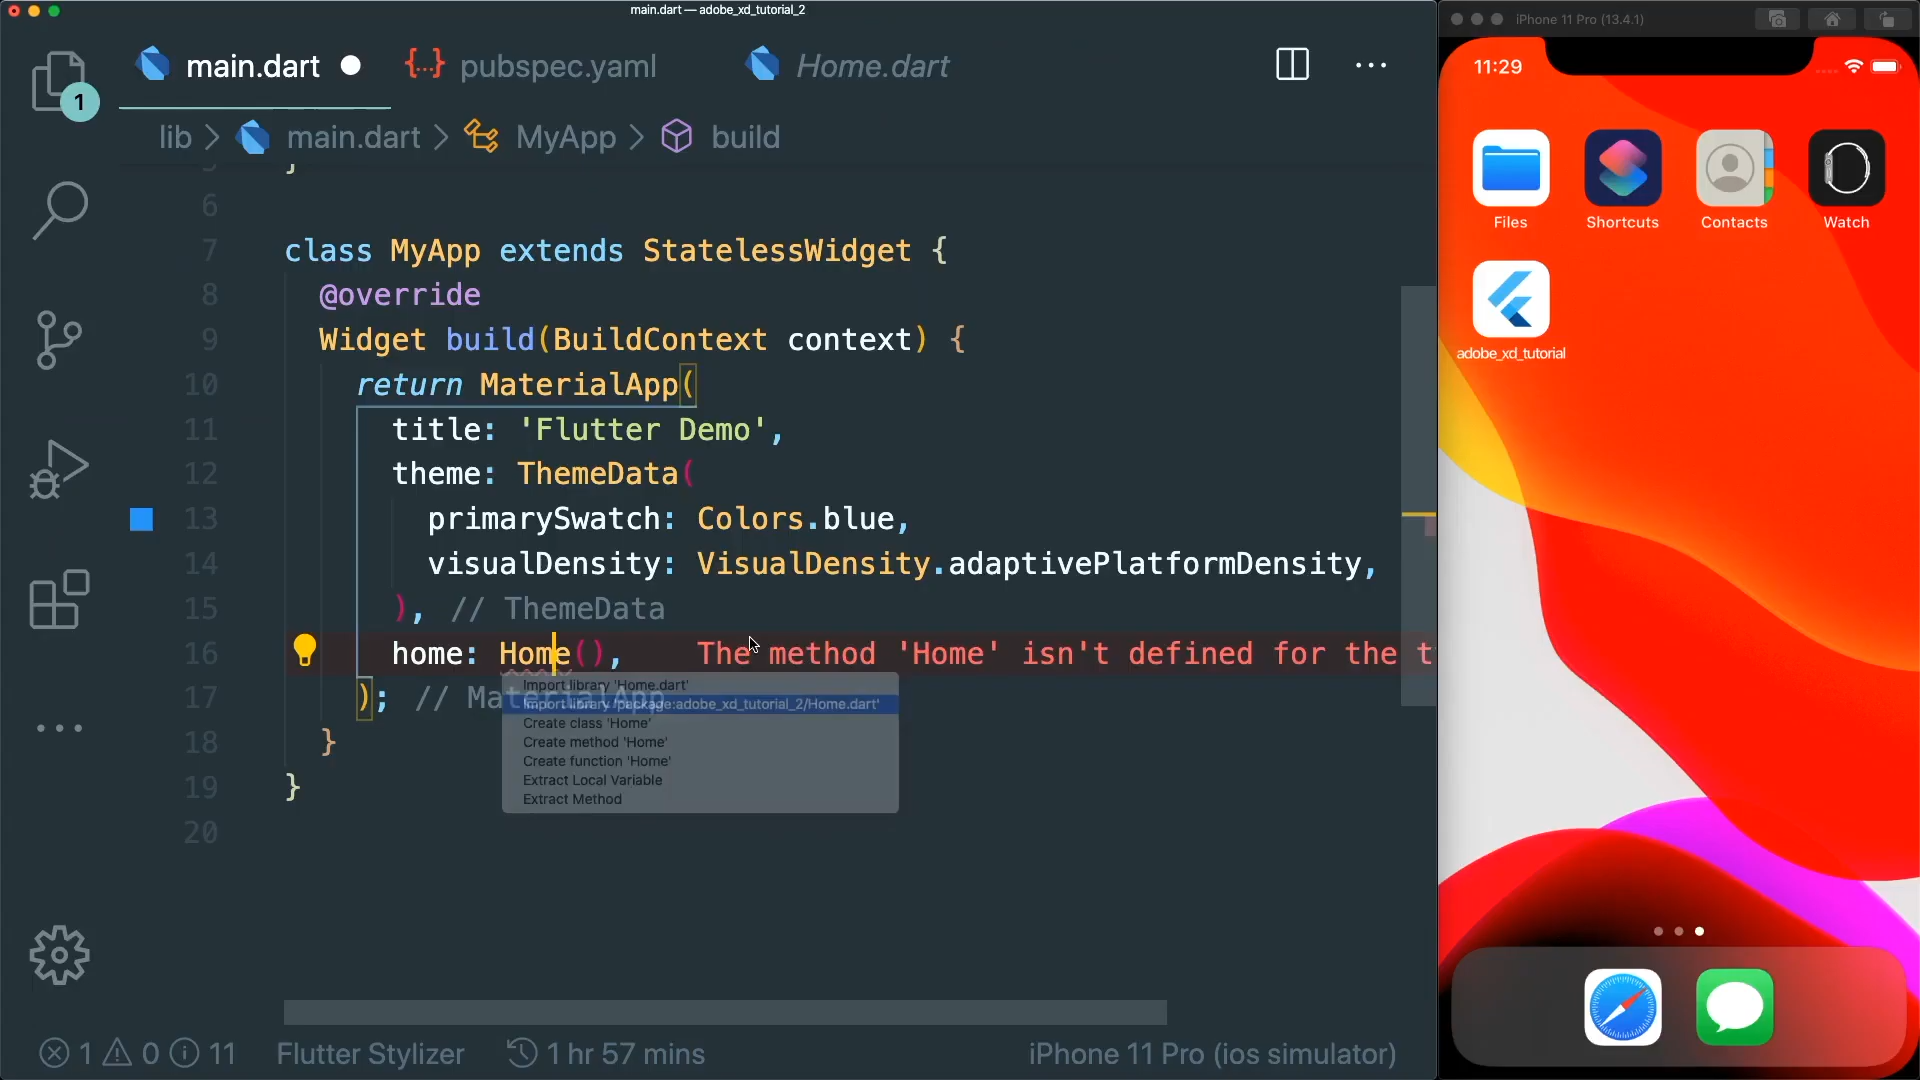 main.dart — adobe_xd_tutorial_2
main.dart
{...} pubspec.yaml
Home.dart
1
lib > main.dart > MyApp > build
}
6
7 class MyApp extends StatelessWidget {
8 @override
9 Widget build(BuildContext context) {
10 return MaterialApp(
11 title: 'Flutter Demo',
12 theme: ThemeData(
13 primarySwatch: Colors.blue,
14 visualDensity: VisualDensity.adaptivePlatformDensity,
15 ), // ThemeData
16 home: Home(), The method 'Home' isn't defined for the t
17 ); // MaterialApp
18 }
19 }
20
Import library 'Home.dart'
Import library 'package:adobe_xd_tutorial_2/Home.dart'
Create class 'Home'
Create method 'Home'
Create function 'Home'
Extract Local Variable
Extract Method
1 0 11 Flutter Stylizer 1 hr 57 mins iPhone 11 Pro (ios simulator)
iPhone 11 Pro (13.4.1)
11:29
Files Shortcuts Contacts Watch
adobe_xd_tutorial